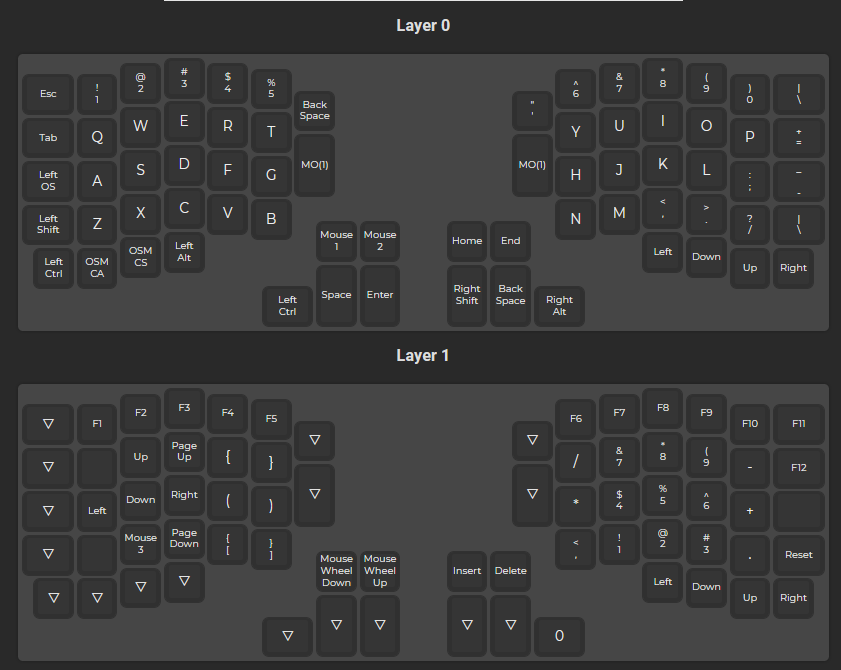 Layer 0
Esc
!
1
@
2
#
3
$
4
%
5
Back
Space
"
'
^
6
&
7
*
8
(
9
)
0
|
\
Tab
Q
W
E
R
T
MO(1)
MO(1)
Y
U
I
O
P
+
=
Left
OS
A
S
D
F
G
H
J
K
L
:
;
_
-
Left
Shift
Z
X
C
V
B
N
M
<
,
>
.
?
/
|
\
Left
Ctrl
OSM
CA
OSM
CS
Left
Alt
Mouse
1
Mouse
2
Home
End
Left
Down
Up
Right
Left
Ctrl
Space
Enter
Right
Shift
Back
Space
Right
Alt
Layer 1
▽
F1
F2
F3
F4
F5
▽
▽
F6
F7
F8
F9
F10
F11
▽
Up
Page
Up
{
}
▽
▽
/
&
7
*
8
(
9
-
F12
▽
Left
Down
Right
(
)
*
$
4
%
5
^
6
+
▽
Mouse
3
Page
Down
{
[
}
]
<
,
!
1
@
2
#
3
.
Reset
▽
▽
▽
▽
Mouse
Wheel
Down
Mouse
Wheel
Up
Insert
Delete
Left
Down
Up
Right
▽
▽
▽
▽
▽
0